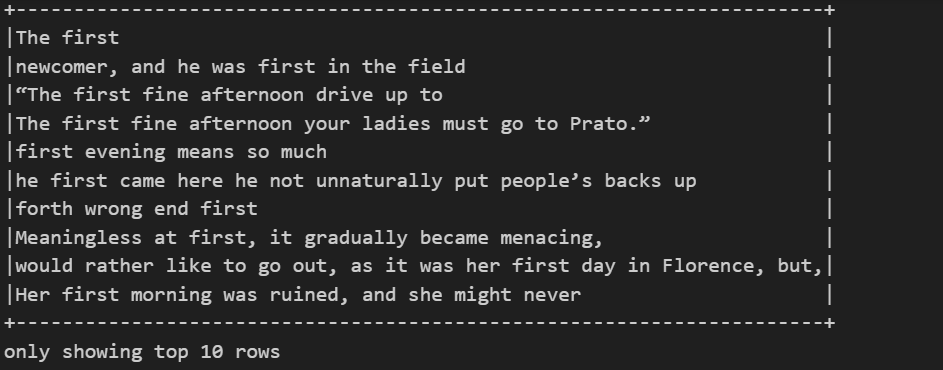 +----------------------------------------------------------------------+
|The first                                                             |
|newcomer, and he was first in the field                               |
|“The first fine afternoon drive up to                                 |
|The first fine afternoon your ladies must go to Prato.”               |
|first evening means so much                                           |
|he first came here he not unnaturally put people’s backs up           |
|forth wrong end first                                                 |
|Meaningless at first, it gradually became menacing,                   |
|would rather like to go out, as it was her first day in Florence, but,|
|Her first morning was ruined, and she might never                     |
+----------------------------------------------------------------------+
only showing top 10 rows